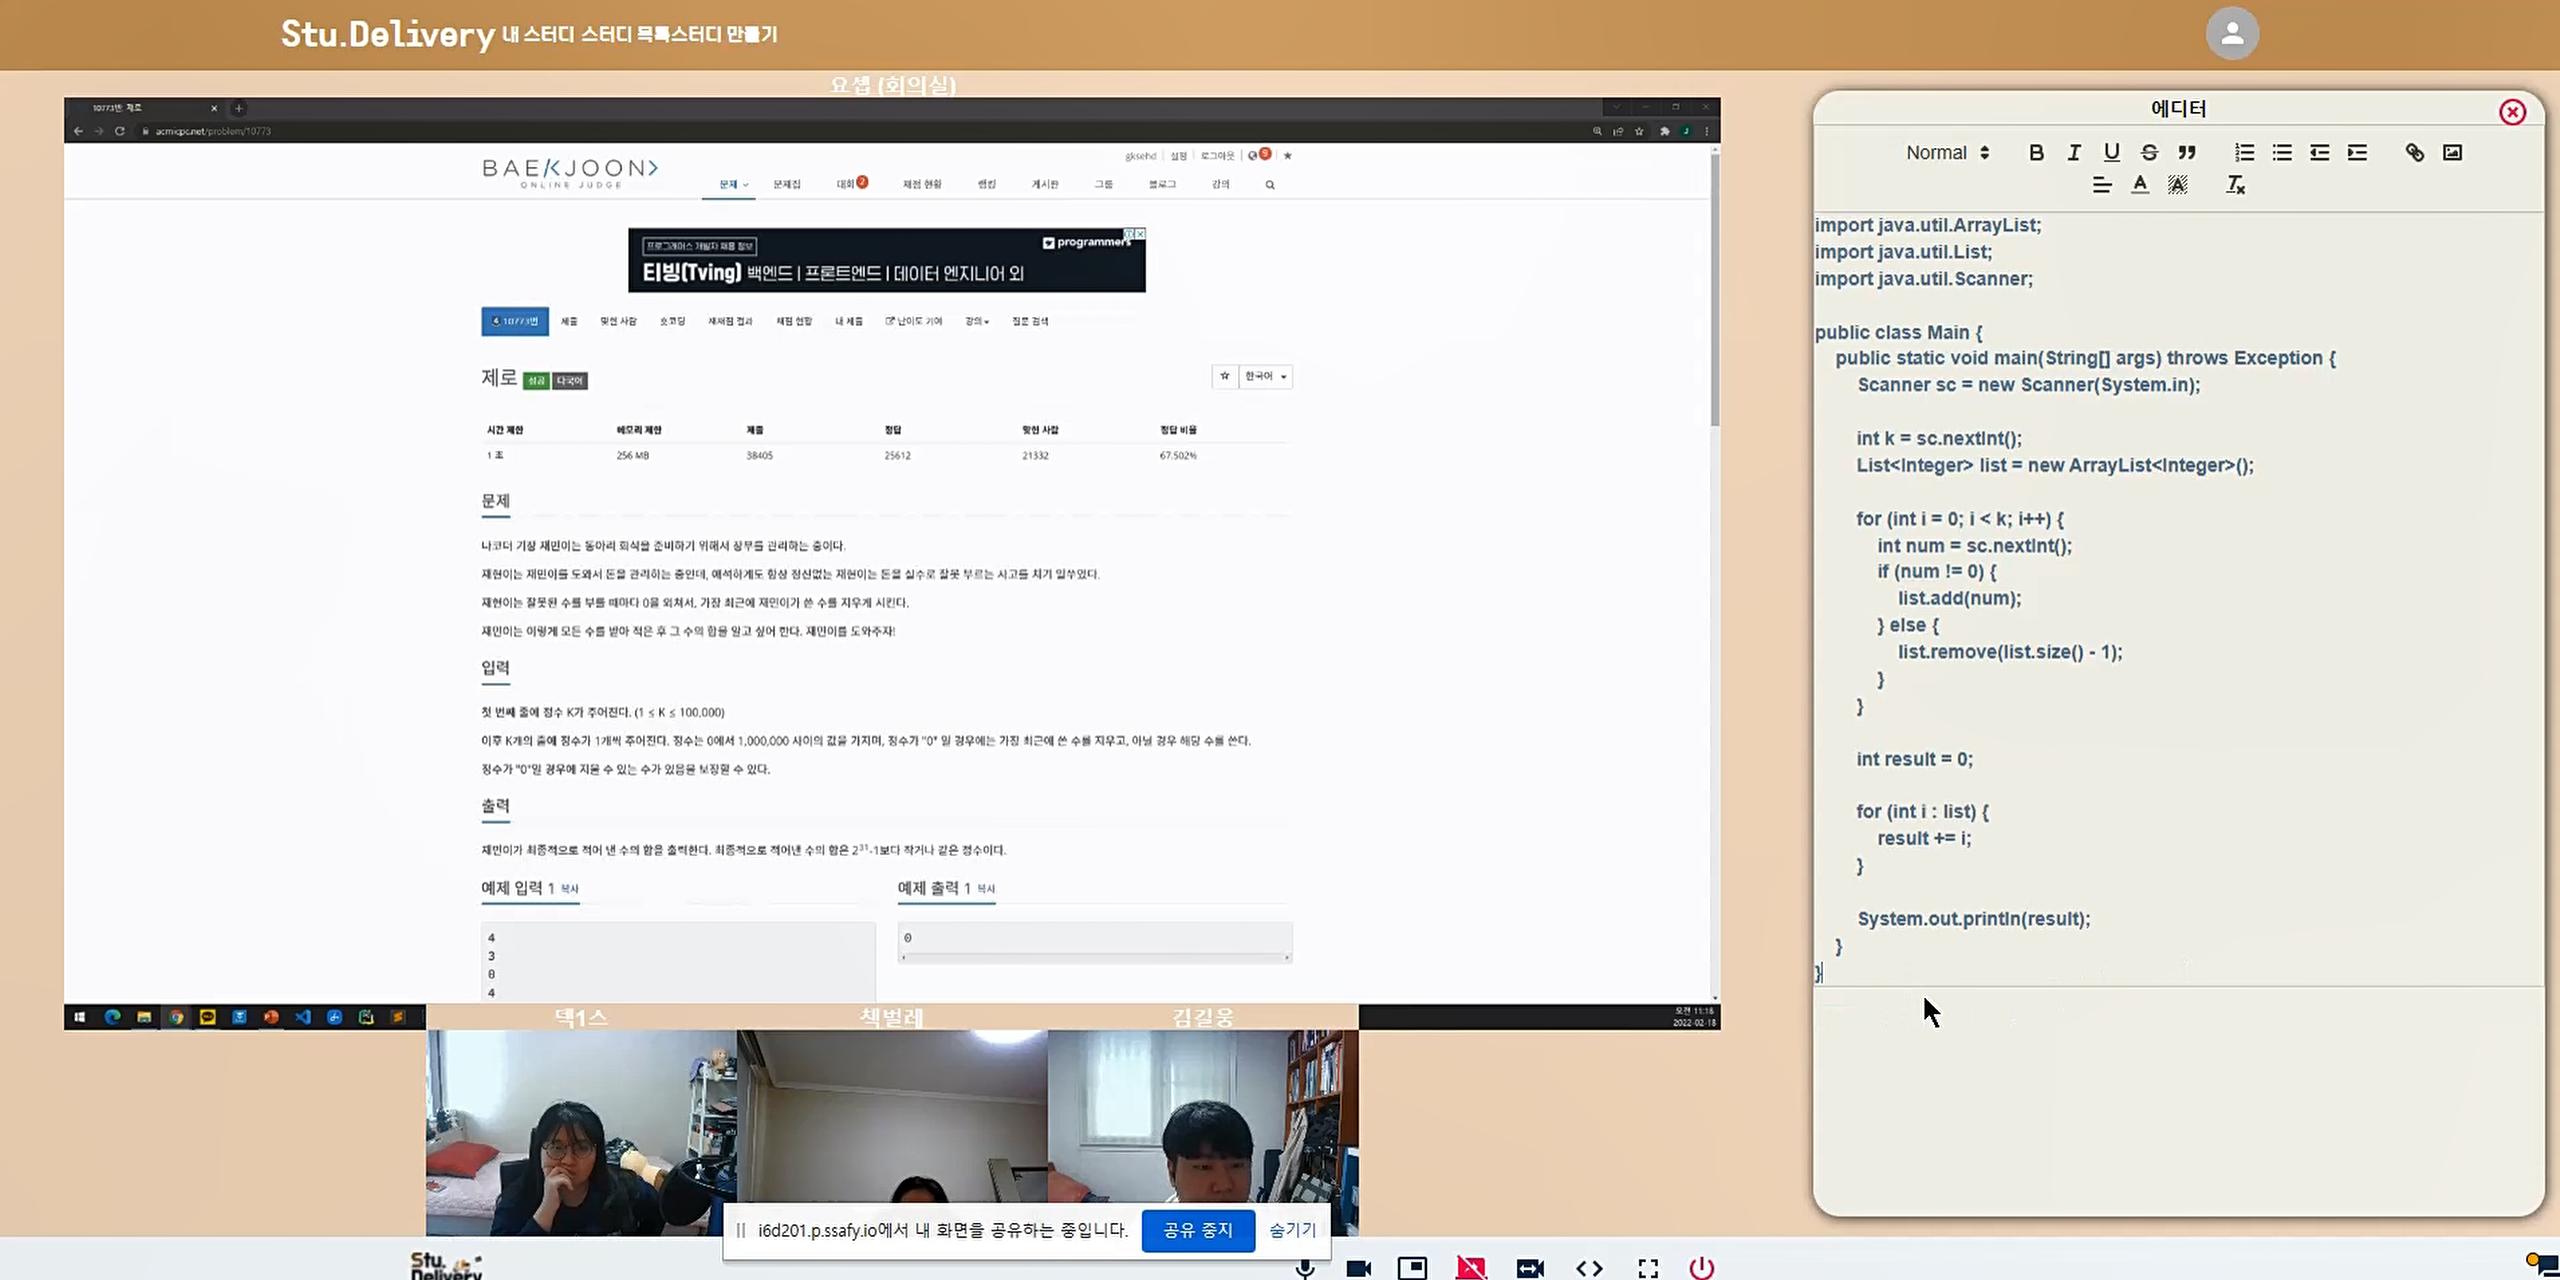 Stu.Delivery 내 스터디 스터디 목록스터디 만들기
요셉 (회의실)
10773번: 제로
acmicpc.net/problem/10773
BAEKJOON>
ONLINE JUDGE
gksehd 설정 로그아웃 9
문제 문제집 대회 2 채점 현황 랭킹 게시판 그룹 블로그 강의
프로그래머스 개발자 채용 정보
programmers
티빙(Tving) 백엔드 | 프론트엔드 | 데이터 엔지니어 외
4 10773번 제출 맞힌 사람 숏코딩 재채점 결과 채점 현황 내 제출 난이도 기여 강의 질문 검색
제로 성공 다국어
한국어
시간 제한 메모리 제한 제출 정답 맞힌 사람 정답 비율
1 초 256 MB 38405 25612 21332 67.502%
문제
나코더 기장 재민이는 동아리 회식을 준비하기 위해서 장부를 관리하는 중이다.
재현이는 재민이를 도와서 돈을 관리하는 중인데, 애석하게도 항상 정신없는 재현이는 돈을 실수로 잘못 부르는 사고를 치기 일쑤였다.
재현이는 잘못된 수를 부를 때마다 0을 외쳐서, 가장 최근에 재민이가 쓴 수를 지우게 시킨다.
재민이는 이렇게 모든 수를 받아 적은 후 그 수의 합을 알고 싶어 한다. 재민이를 도와주자!
입력
첫 번째 줄에 정수 K가 주어진다. (1 ≤ K ≤ 100,000)
이후 K개의 줄에 정수가 1개씩 주어진다. 정수는 0에서 1,000,000 사이의 값을 가지며, 정수가 "0" 일 경우에는 가장 최근에 쓴 수를 지우고, 아닐 경우 해당 수를 쓴다.
정수가 "0"일 경우에 지울 수 있는 수가 있음을 보장할 수 있다.
출력
재민이가 최종적으로 적어 낸 수의 합을 출력한다. 최종적으로 적어낸 수의 합은 2³¹-1보다 작거나 같은 정수이다.
예제 입력 1 복사
4
3
0
4
예제 출력 1 복사
0
오전 11:16
2022-02-18
덱1스
책벌레
김길웅
i6d201.p.ssafy.io에서 내 화면을 공유하는 중입니다. 공유 중지 숨기기
Stu.
Delivery
에디터
Normal
import java.util.ArrayList;
import java.util.List;
import java.util.Scanner;
public class Main {
public static void main(String[] args) throws Exception {
Scanner sc = new Scanner(System.in);
int k = sc.nextInt();
List<Integer> list = new ArrayList<Integer>();
for (int i = 0; i < k; i++) {
int num = sc.nextInt();
if (num != 0) {
list.add(num);
} else {
list.remove(list.size() - 1);
}
}
int result = 0;
for (int i : list) {
result += i;
}
System.out.println(result);
}
}